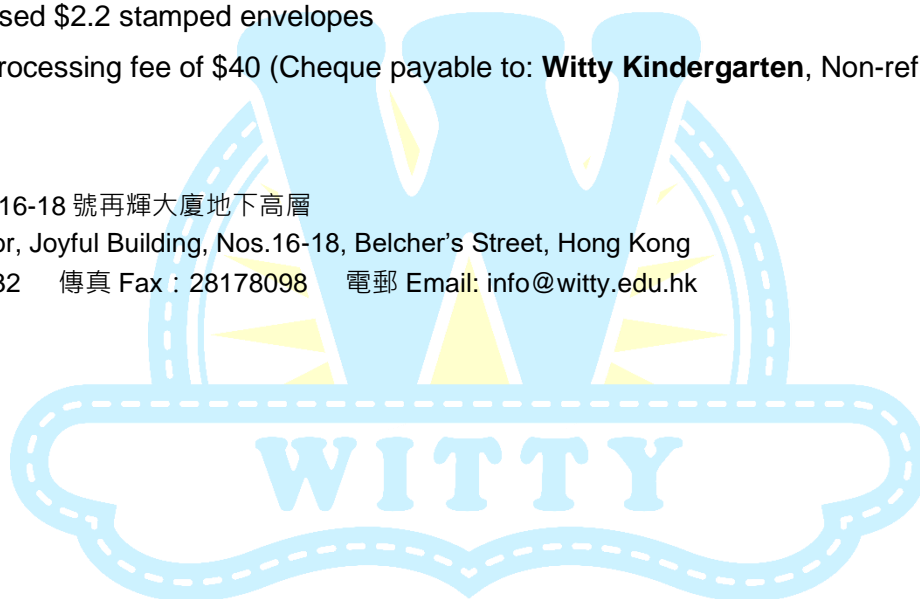 sed $2.2 stamped envelopes
rocessing fee of $40 (Cheque payable to: Witty Kindergarten, Non-ref
16-18 號再輝大廈地下高層
or, Joyful Building, Nos.16-18, Belcher’s Street, Hong Kong
32 傳真 Fax：28178098 電郵 Email: info@witty.edu.hk
W
WITTY